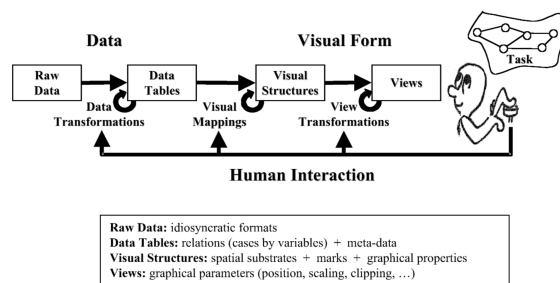 Data
Visual Form
Task
Raw Data
Data Tables
Visual Structures
Views
Data Transformations
Visual Mappings
View Transformations
Human Interaction
Raw Data: idiosyncratic formats
Data Tables: relations (cases by variables) + meta-data
Visual Structures: spatial substrates + marks + graphical properties
Views: graphical parameters (position, scaling, clipping, …)